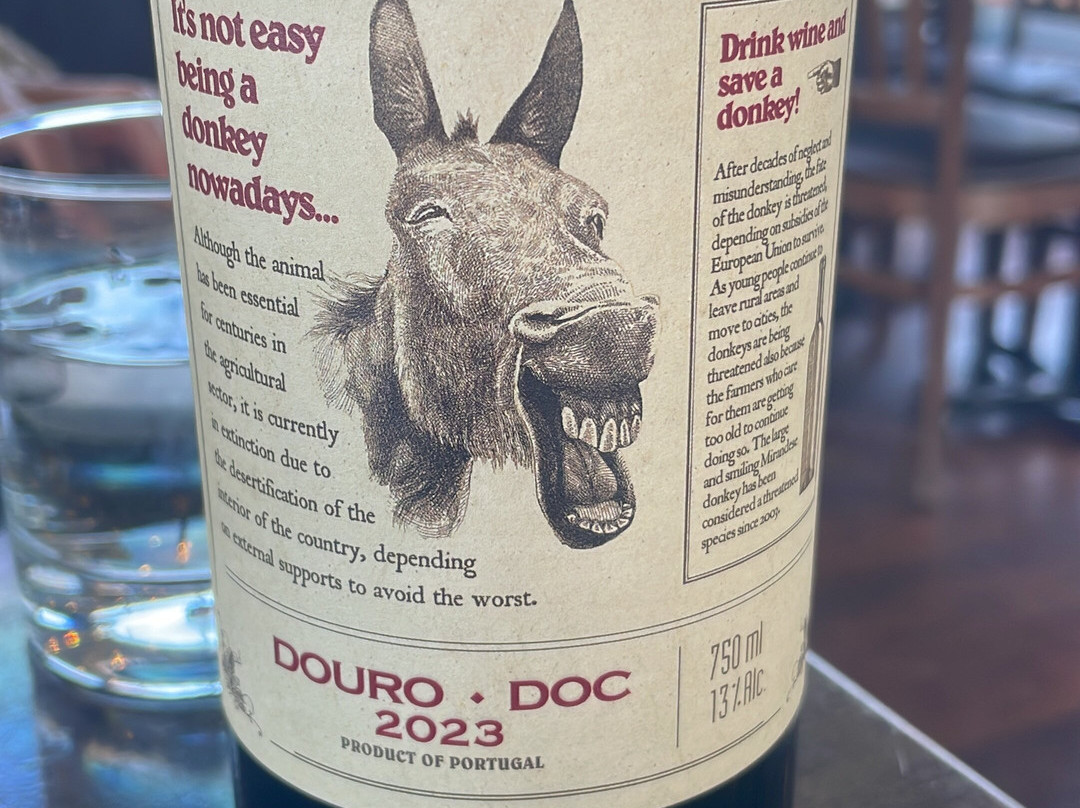 It's not easy
being a
donkey
nowadays...
Although the animal
has been essential
for centuries in
the agricultural
sector, it is currently
in extinction due to
the desertification of the
interior of the country, depending
on external supports to avoid the worst.
Drink wine and
save a
donkey!
After decades of neglect and
misunderstanding, the fate
of the donkey is threatened,
depending on subsidies of the
European Union to survive.
As young people continue to
leave rural areas and
move to cities, the
donkeys are being
threatened also because
the farmers who care
for them are getting
too old to continue
doing so. The large
and smiling Mirandese
donkey has been
considered a threatened
species since 2003.
DOURO • DOC
2023
PRODUCT OF PORTUGAL
750 ml
13%Alc.